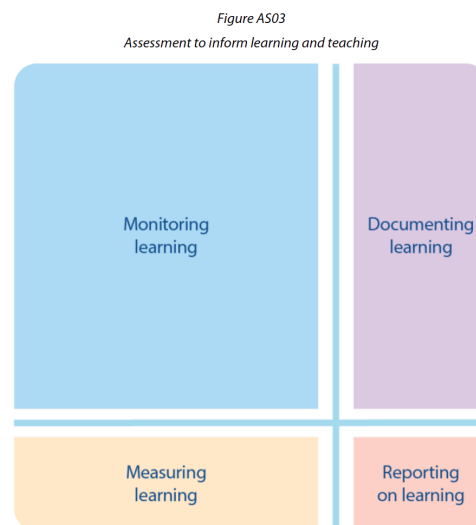 Figure AS03
Assessment to inform learning and teaching
Monitoring
learning
Documenting
learning
Measuring
learning
Reporting
on learning